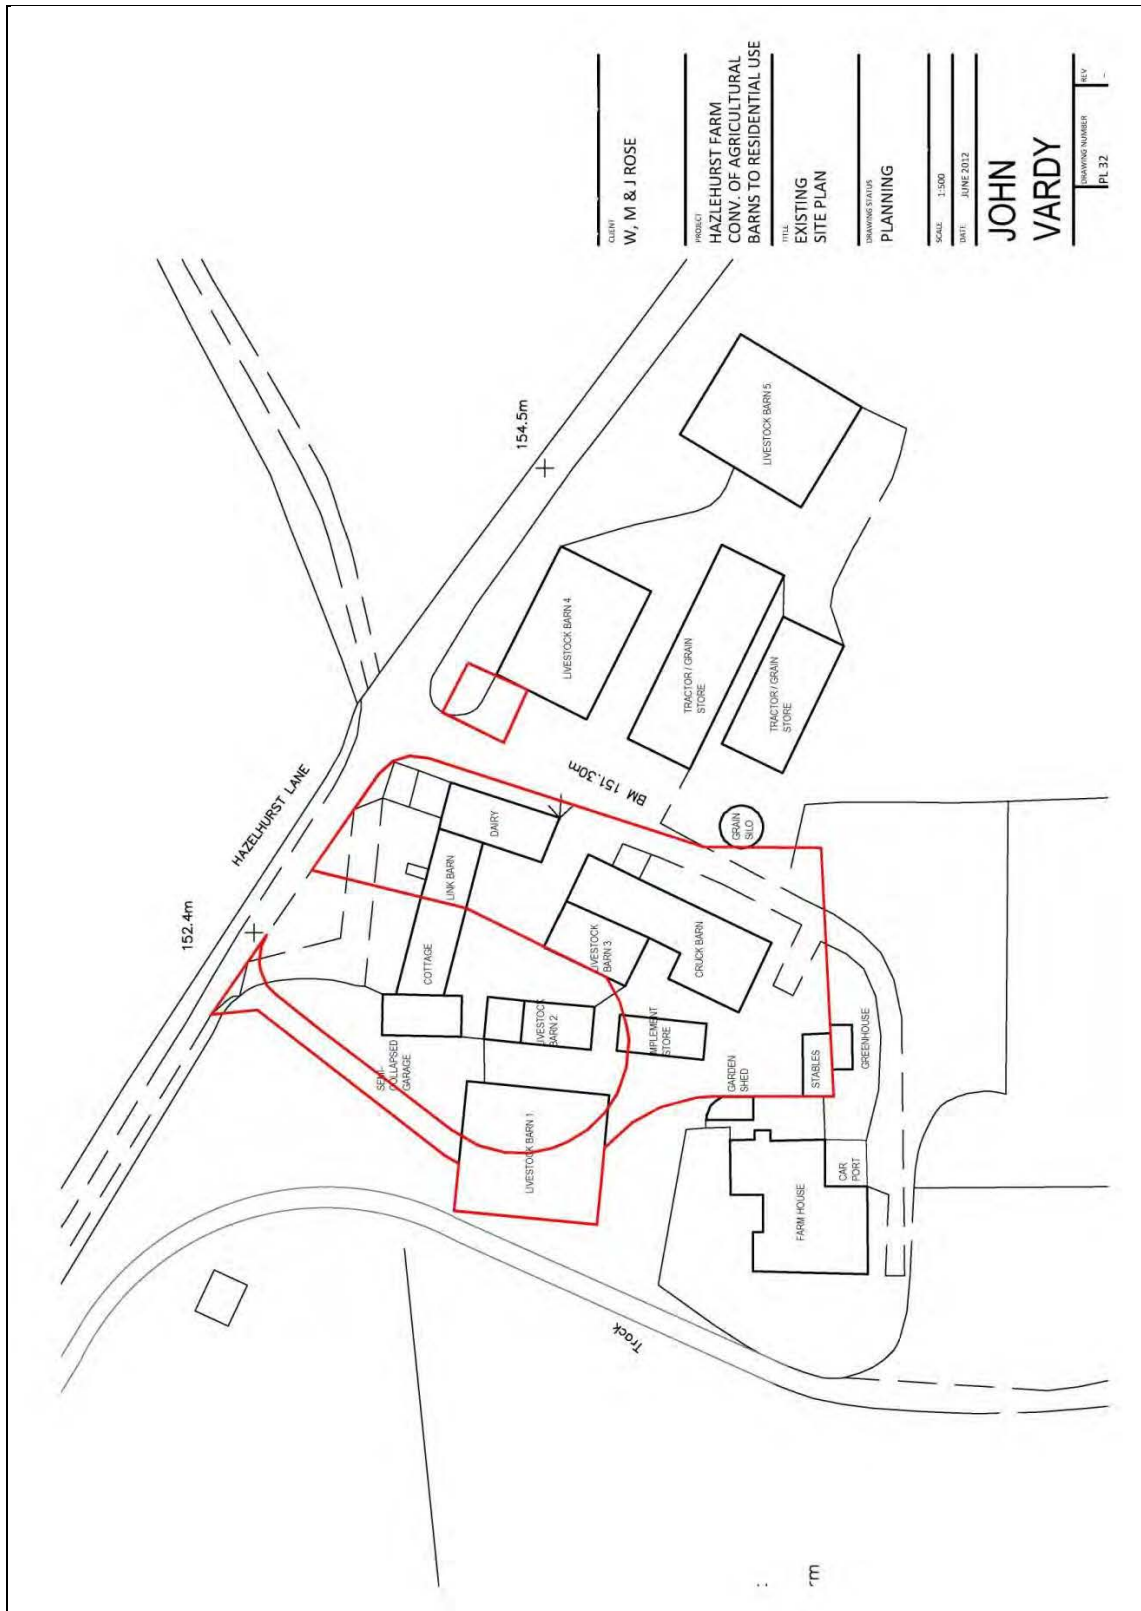 CLIENT
W, M & J ROSE
PROJECT
HAZLEHURST FARM
CONV. OF AGRICULTURAL
BARNS TO RESIDENTIAL USE
TITLE
EXISTING
SITE PLAN
DRAWING STATUS
PLANNING
SCALE 1:500
DATE JUNE 2012
JOHN
VARDY
DRAWING NUMBER
PL 32
REV
-
154.5m
HAZELHURST LANE
152.4m
LIVESTOCK BARN 5
LIVESTOCK BARN 4
TRACTOR / GRAIN
STORE
TRACTOR / GRAIN
STORE
BM 151.30m
GRAIN
SILO
DAIRY
LINK BARN
COTTAGE
LIVESTOCK
BARN 3
CRUCK BARN
LIVESTOCK
BARN 2
IMPLEMENT
STORE
SEMI-
COLLAPSED
GARAGE
LIVESTOCK BARN 1
GARDEN
SHED
STABLES
GREENHOUSE
CAR
PORT
FARM HOUSE
Track